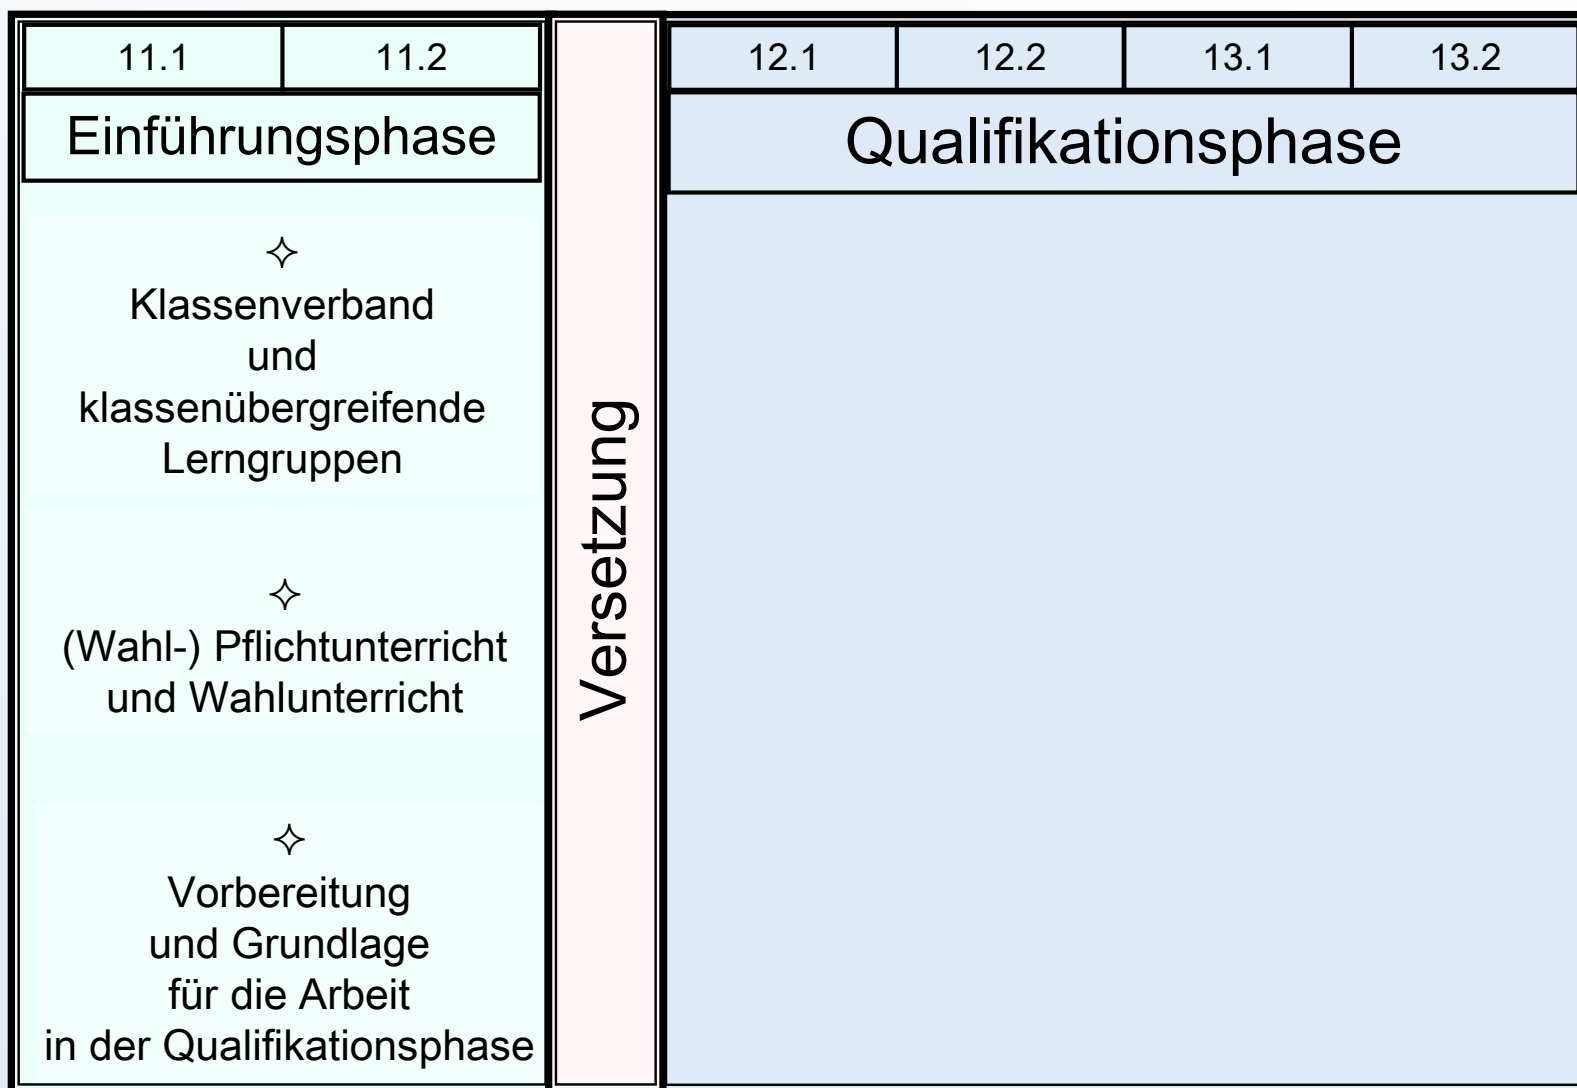 11.1 11.2
Einführungsphase
✧
Klassenverband
und
klassenübergreifende
Lerngruppen
✧
(Wahl-) Pflichtunterricht
und Wahlunterricht
✧
Vorbereitung
und Grundlage
für die Arbeit
in der Qualifikationsphase
Versetzung
12.1 12.2 13.1 13.2
Qualifikationsphase